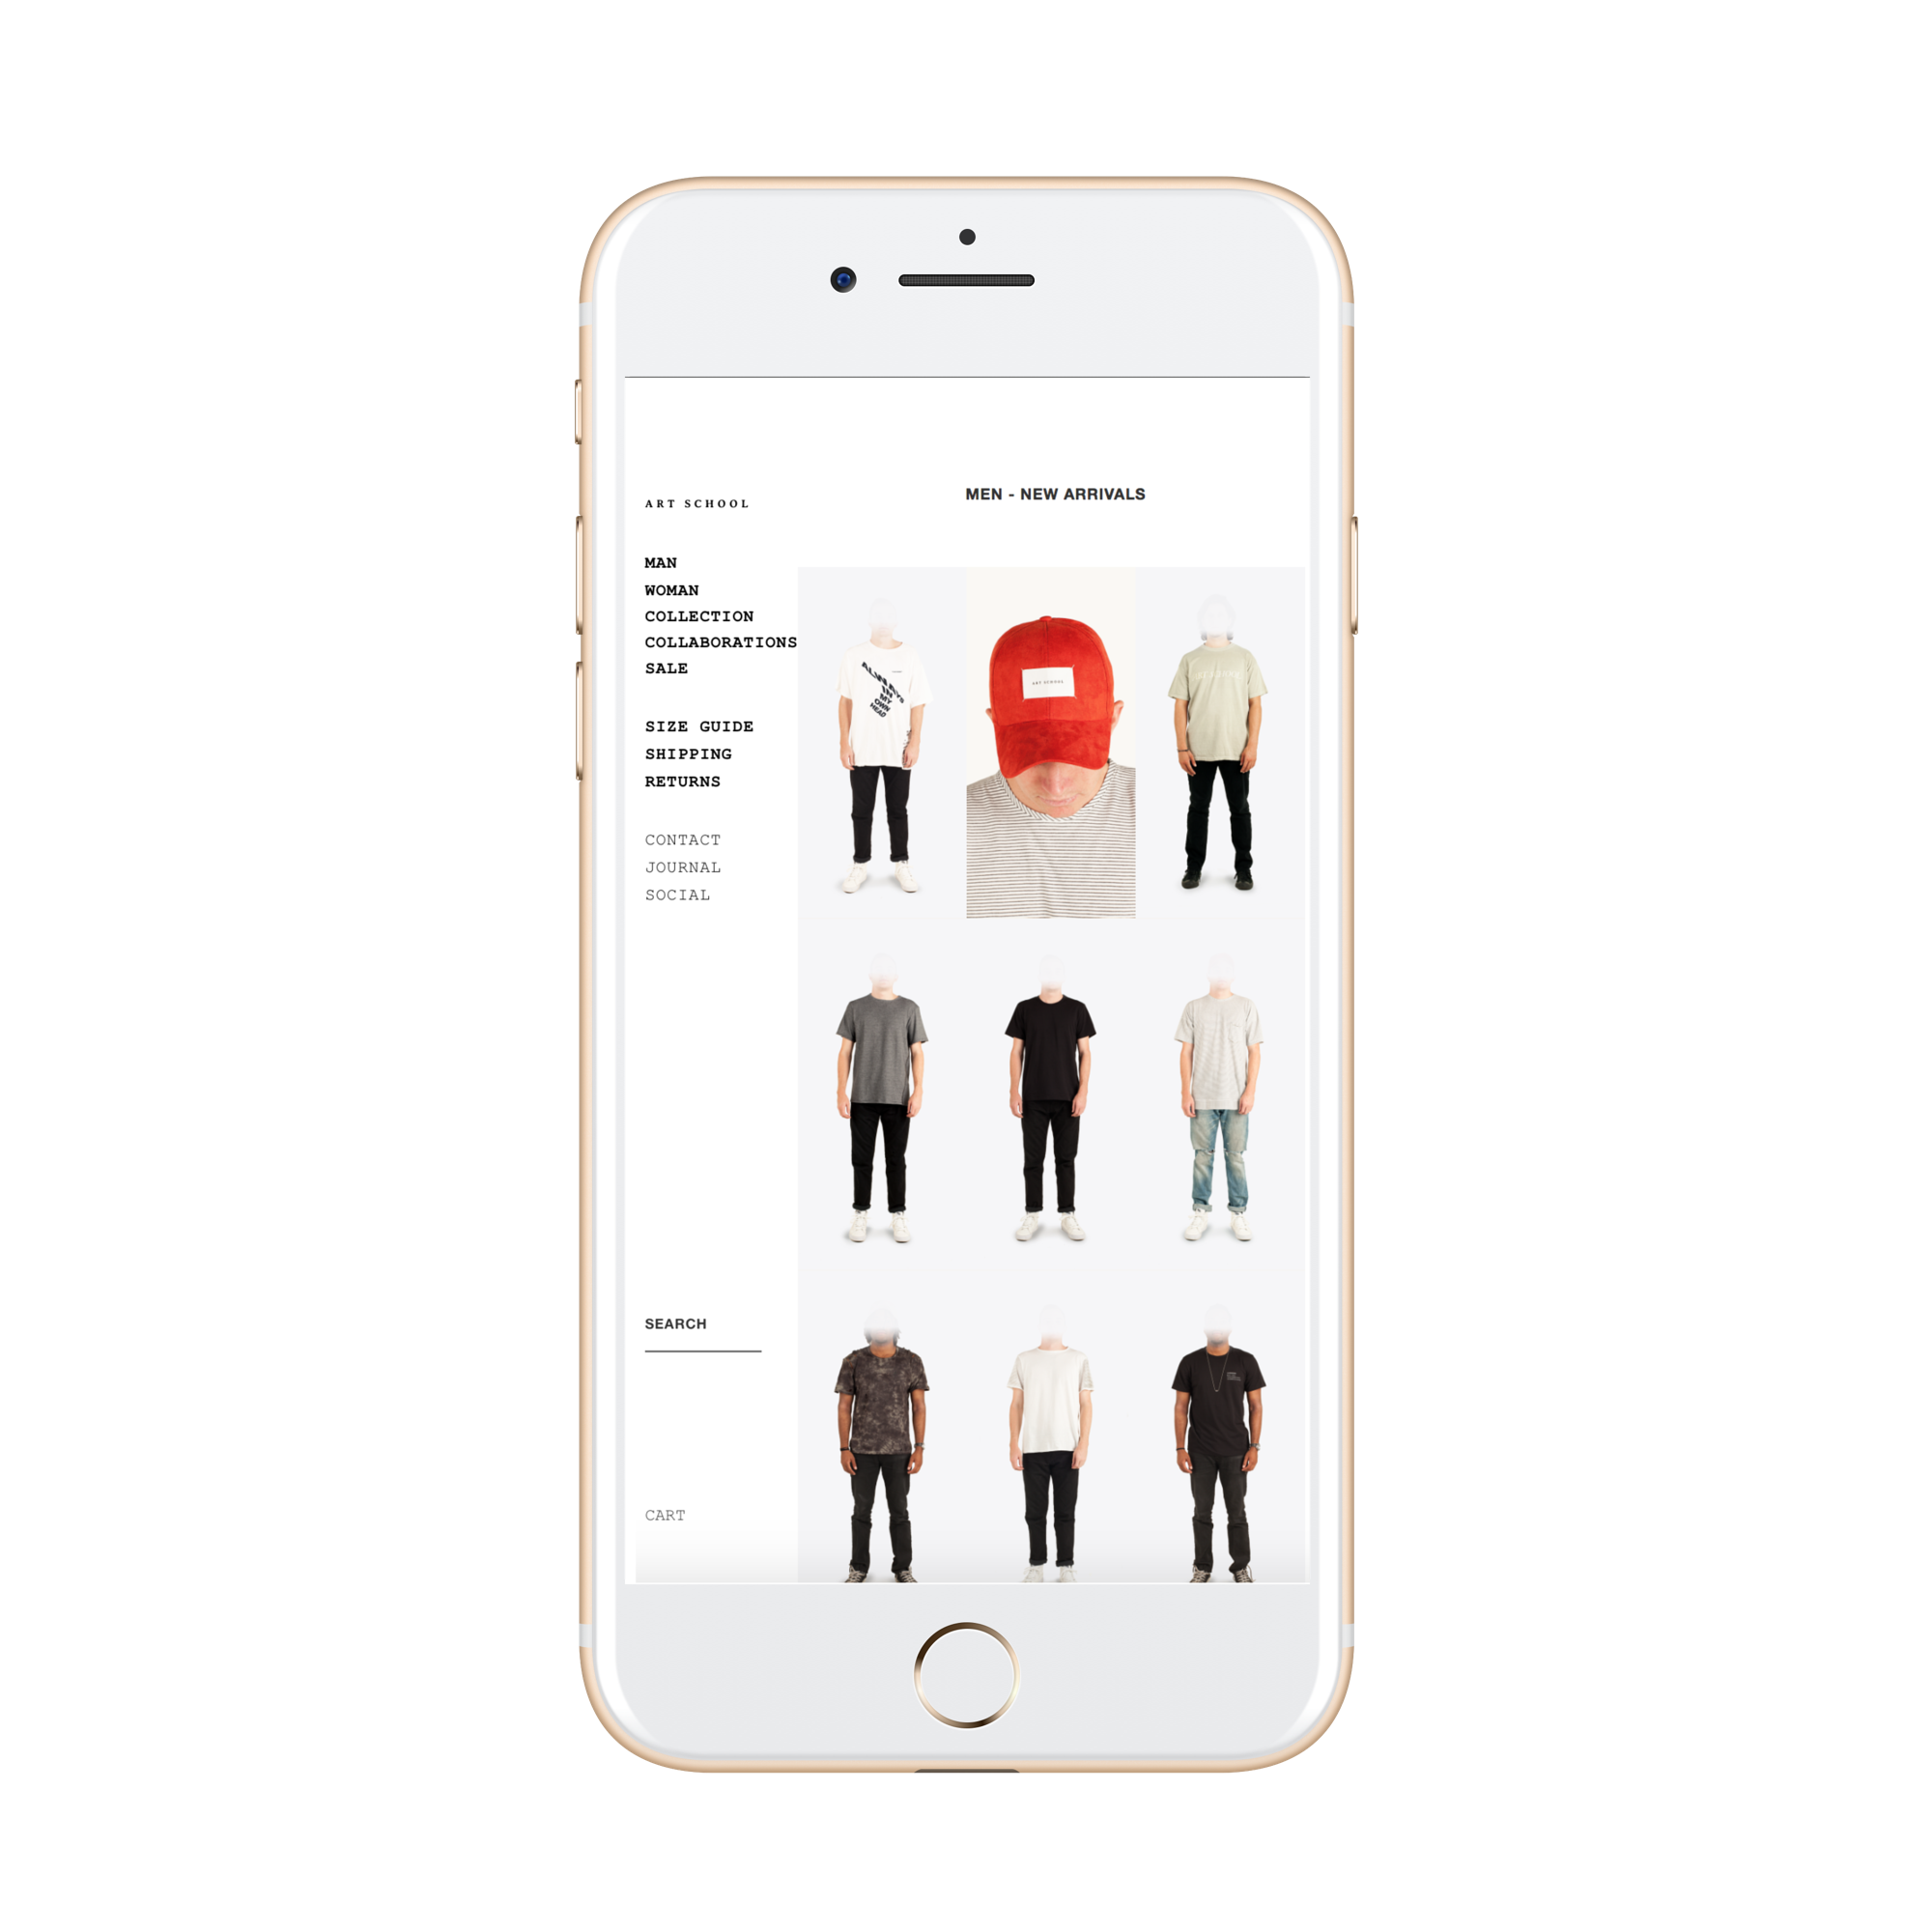 ART SCHOOL
MEN - NEW ARRIVALS
MAN
WOMAN
COLLECTION
COLLABORATIONS
SALE
SIZE GUIDE
SHIPPING
RETURNS
CONTACT
JOURNAL
SOCIAL
SEARCH
CART
ALWAYS
IN
MY
OWN
HEAD
ART SCHOOL